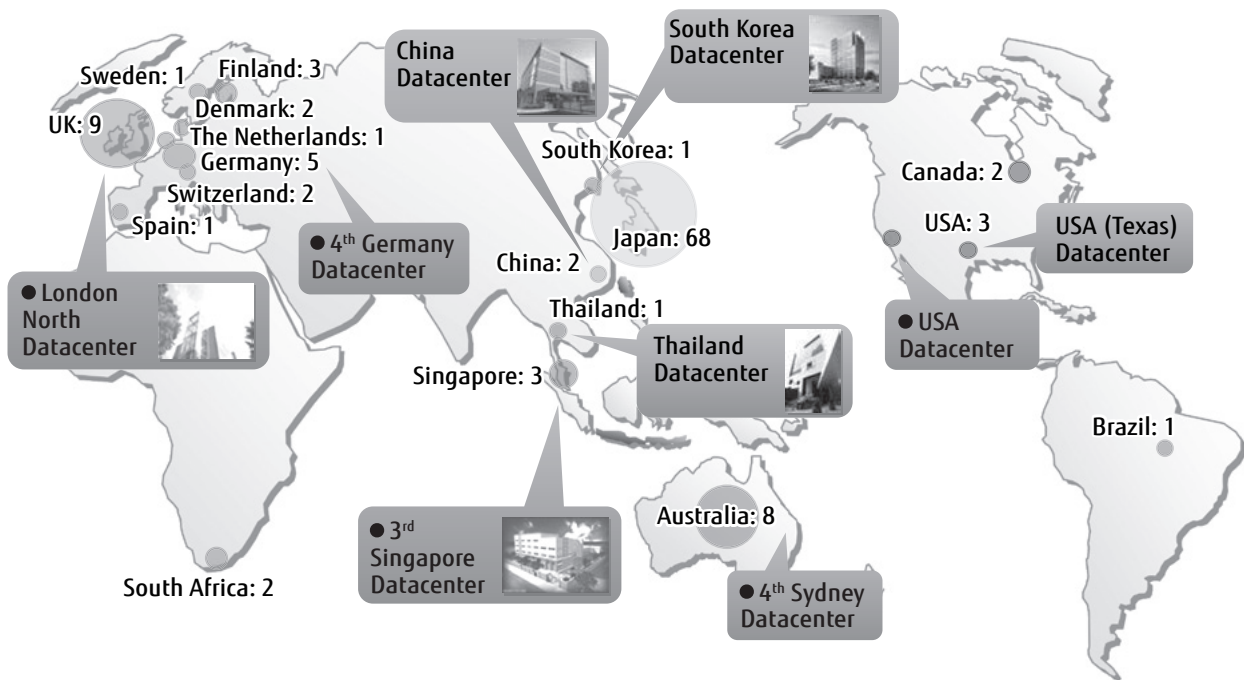 China
Datacenter
South Korea
Datacenter
Sweden: 1
Finland: 3
Denmark: 2
UK: 9
The Netherlands: 1
Germany: 5
Switzerland: 2
Spain: 1
South Korea: 1
Japan: 68
China: 2
Canada: 2
USA: 3
USA (Texas)
Datacenter
● 4th Germany
Datacenter
● London
North
Datacenter
Thailand: 1
Thailand
Datacenter
● USA
Datacenter
Singapore: 3
Brazil: 1
● 3rd
Singapore
Datacenter
Australia: 8
● 4th Sydney
Datacenter
South Africa: 2